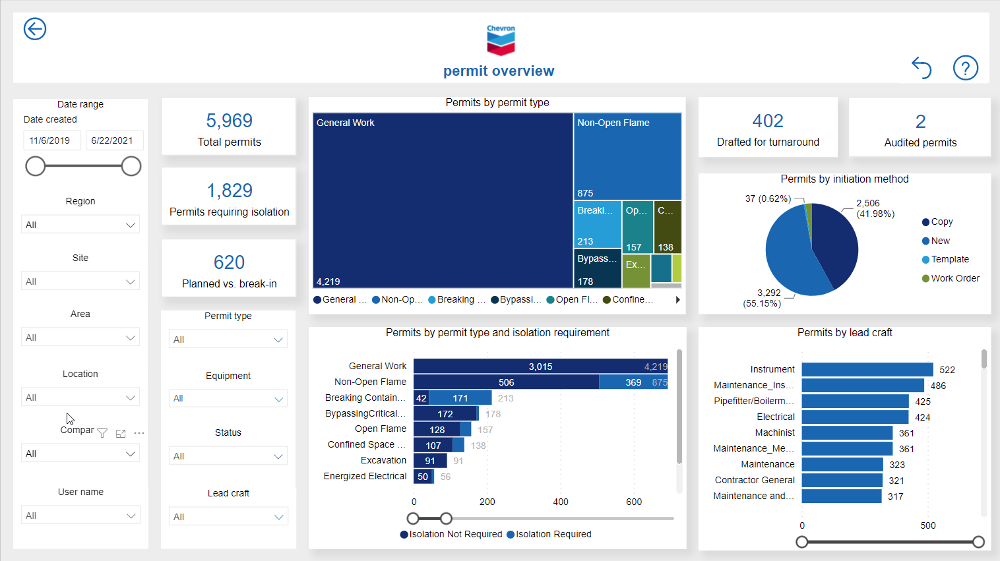 Chevron
permit overview
?
Date range
Date created
11/6/2019
6/22/2021
Region
All
Site
All
Area
All
Location
All
Compar
All
User name
All
5,969
Total permits
1,829
Permits requiring isolation
620
Planned vs. break-in
Permit type
All
Equipment
All
Status
All
Lead craft
All
Permits by permit type
General Work
4,219
Non-Open Flame
875
Breaki...
213
Bypass...
178
Op...
157
C...
138
Ex...
General ...
Non-Op...
Breaking ...
Bypassi...
Open Fl...
Confine...
Permits by permit type and isolation requirement
General Work 3,015 4,219
Non-Open Flame 506 369 875
Breaking Contain... 42 171 213
BypassingCritical... 172 178
Open Flame 128 157
Confined Space ... 107 138
Excavation 91 91
Energized Electrical 50 56
0 200 400 600
Isolation Not Required Isolation Required
402
Drafted for turnaround
2
Audited permits
Permits by initiation method
37 (0.62%)
2,506
(41.98%)
3,292
(55.15%)
Copy
New
Template
Work Order
Permits by lead craft
Instrument 522
Maintenance_Ins... 486
Pipefitter/Boilerm... 425
Electrical 424
Machinist 361
Maintenance_Me... 361
Maintenance 323
Contractor General 321
Maintenance and... 317
0 500